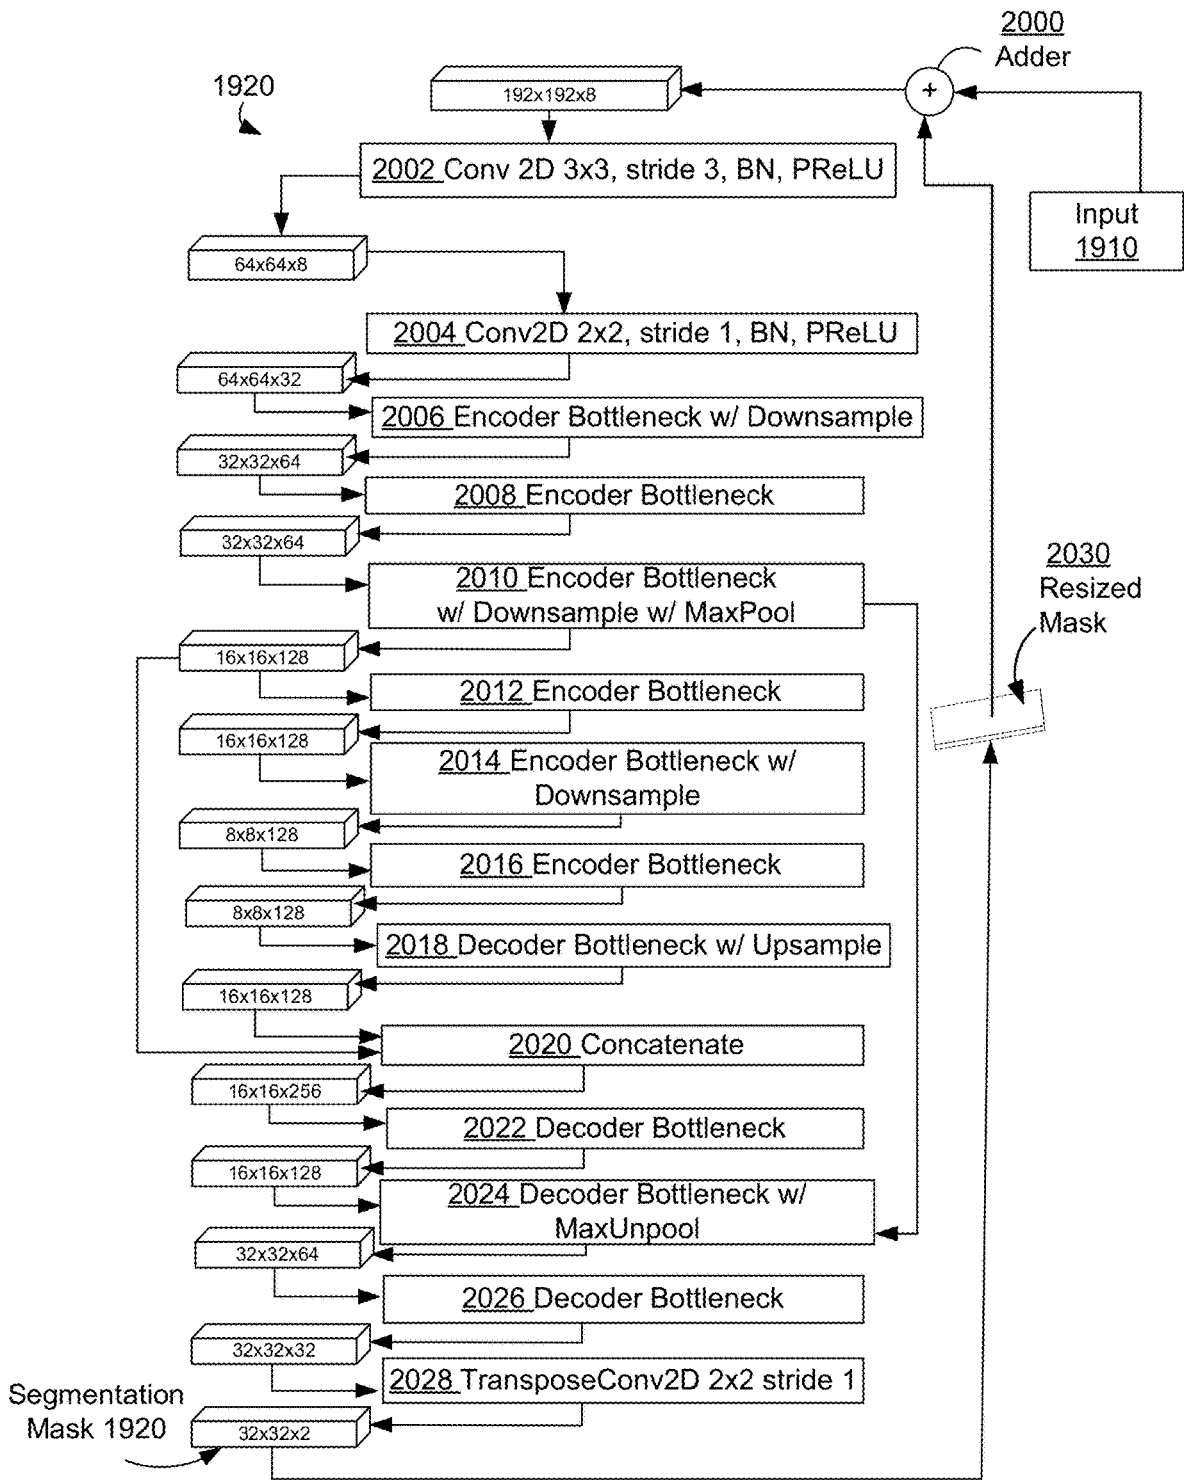 2000
Adder
1920
192x192x8
+
2002 Conv 2D 3x3, stride 3, BN, PReLU
Input
1910
64x64x8
2004 Conv2D 2x2, stride 1, BN, PReLU
64x64x32
2006 Encoder Bottleneck w/ Downsample
32x32x64
2008 Encoder Bottleneck
32x32x64
2030
Resized
Mask
2010 Encoder Bottleneck
w/ Downsample w/ MaxPool
16x16x128
2012 Encoder Bottleneck
16x16x128
2014 Encoder Bottleneck w/
Downsample
8x8x128
2016 Encoder Bottleneck
8x8x128
2018 Decoder Bottleneck w/ Upsample
16x16x128
2020 Concatenate
16x16x256
2022 Decoder Bottleneck
16x16x128
2024 Decoder Bottleneck w/
MaxUnpool
32x32x64
2026 Decoder Bottleneck
32x32x32
2028 TransposeConv2D 2x2 stride 1
Segmentation
Mask 1920
32x32x2